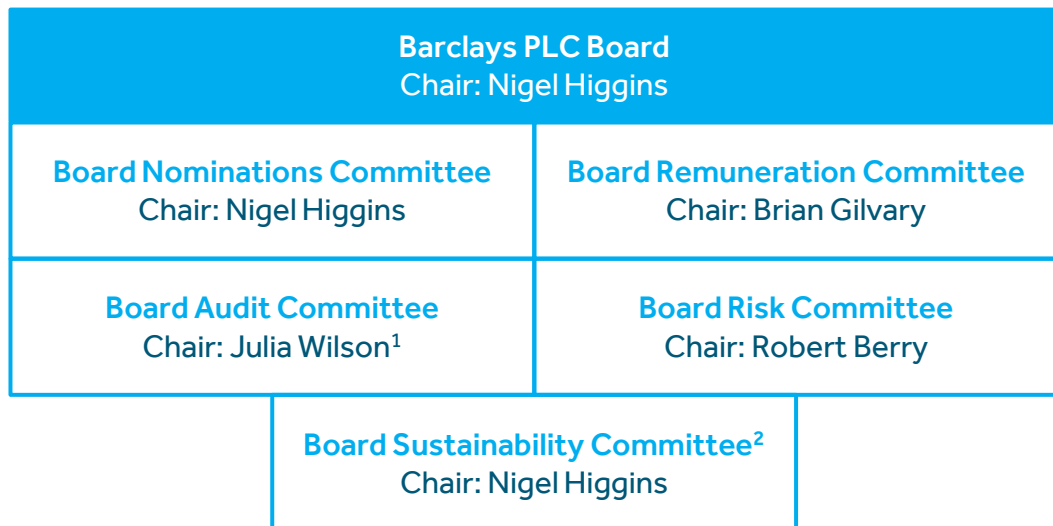 Barclays PLC Board
Chair: Nigel Higgins
Board Nominations Committee
Chair: Nigel Higgins
Board Remuneration Committee
Chair: Brian Gilvary
Board Audit Committee
Chair: Julia Wilson¹
Board Risk Committee
Chair: Robert Berry
Board Sustainability Committee²
Chair: Nigel Higgins